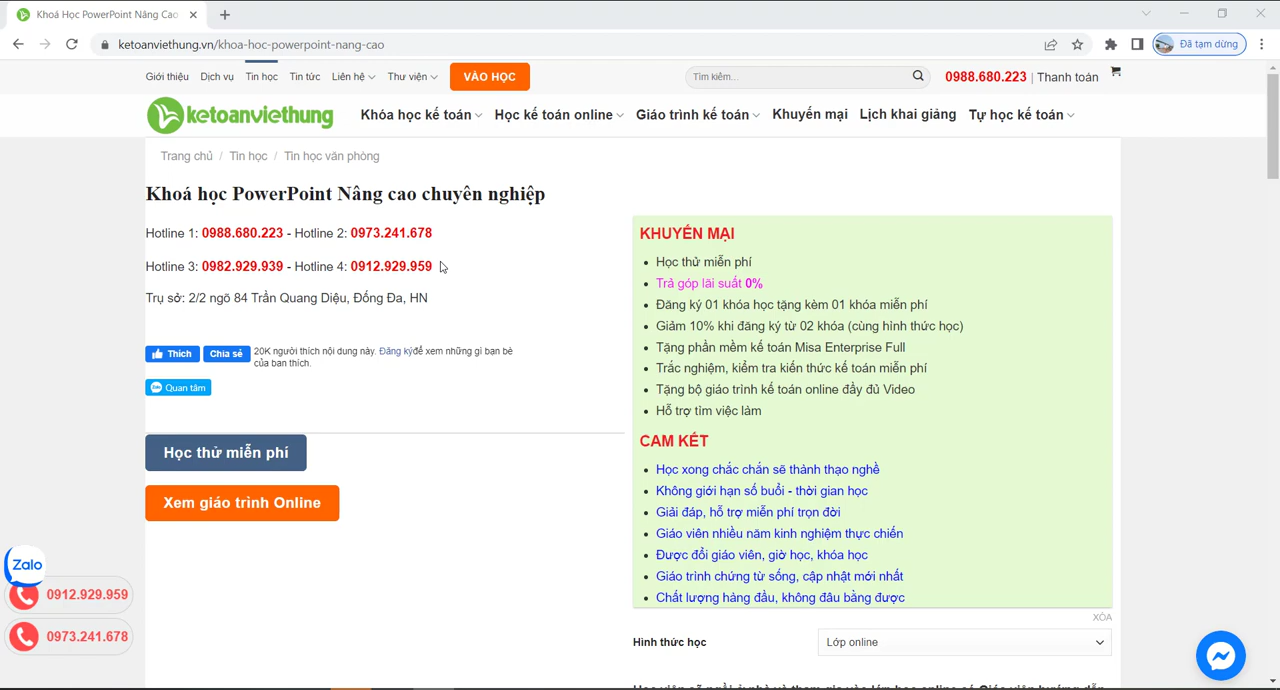 Khoá Học PowerPoint Nâng Cao
ketoanviethung.vn/khoa-hoc-powerpoint-nang-cao
Đã tạm dừng
Giới thiệu Dịch vụ Tin học Tin tức Liên hệ Thư viện VÀO HỌC Tìm kiếm... 0988.680.223 | Thanh toán
ketoanviethung Khóa học kế toán Học kế toán online Giáo trình kế toán Khuyến mại Lịch khai giảng Tự học kế toán
Trang chủ / Tin học / Tin học văn phòng
Khoá học PowerPoint Nâng cao chuyên nghiệp
Hotline 1: 0988.680.223 - Hotline 2: 0973.241.678
Hotline 3: 0982.929.939 - Hotline 4: 0912.929.959
Trụ sở: 2/2 ngõ 84 Trần Quang Diệu, Đống Đa, HN
Thích Chia sẻ 20K người thích nội dung này. Đăng ký để xem những gì bạn bè
của bạn thích.
Zalo Quan tâm
Học thử miễn phí
Xem giáo trình Online
KHUYẾN MẠI
Học thử miễn phí
Trả góp lãi suất 0%
Đăng ký 01 khóa học tặng kèm 01 khóa miễn phí
Giảm 10% khi đăng ký từ 02 khóa (cùng hình thức học)
Tặng phần mềm kế toán Misa Enterprise Full
Trắc nghiệm, kiểm tra kiến thức kế toán miễn phí
Tặng bộ giáo trình kế toán online đầy đủ Video
Hỗ trợ tìm việc làm
CAM KẾT
Học xong chắc chắn sẽ thành thạo nghề
Không giới hạn số buổi - thời gian học
Giải đáp, hỗ trợ miễn phí trọn đời
Giáo viên nhiều năm kinh nghiệm thực chiến
Được đổi giáo viên, giờ học, khóa học
Giáo trình chứng từ sống, cập nhật mới nhất
Chất lượng hàng đầu, không đâu bằng được
XÓA
Hình thức học Lớp online
Zalo
0912.929.959
0973.241.678